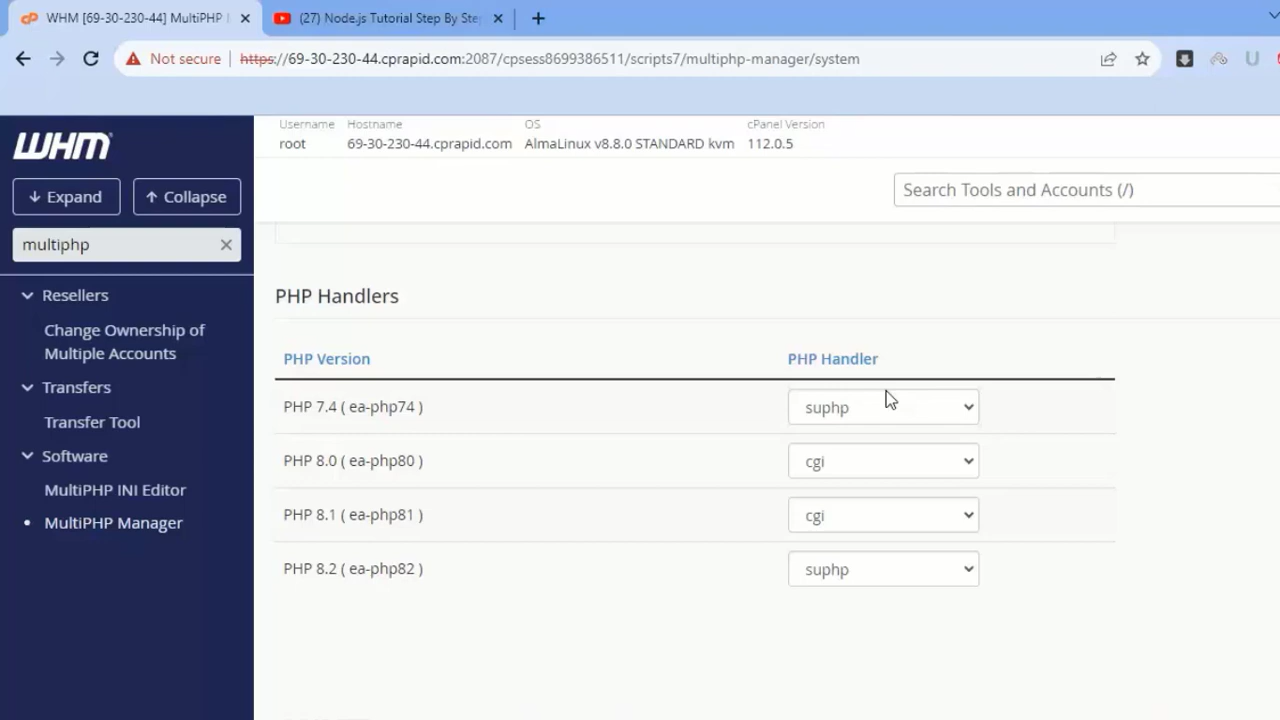 WHM [69-30-230-44] MultiPHP
(27) Node.js Tutorial Step By Ste
Not secure
https://69-30-230-44.cprapid.com:2087/cpsess8699386511/scripts7/multiphp-manager/system
WHM
Username Hostname OS cPanel Version
root 69-30-230-44.cprapid.com AlmaLinux v8.8.0 STANDARD kvm 112.0.5
Expand Collapse
Search Tools and Accounts (/)
multiphp
Resellers
Change Ownership of
Multiple Accounts
Transfers
Transfer Tool
Software
MultiPHP INI Editor
MultiPHP Manager
PHP Handlers
PHP Version PHP Handler
PHP 7.4 ( ea-php74 ) suphp
PHP 8.0 ( ea-php80 ) cgi
PHP 8.1 ( ea-php81 ) cgi
PHP 8.2 ( ea-php82 ) suphp